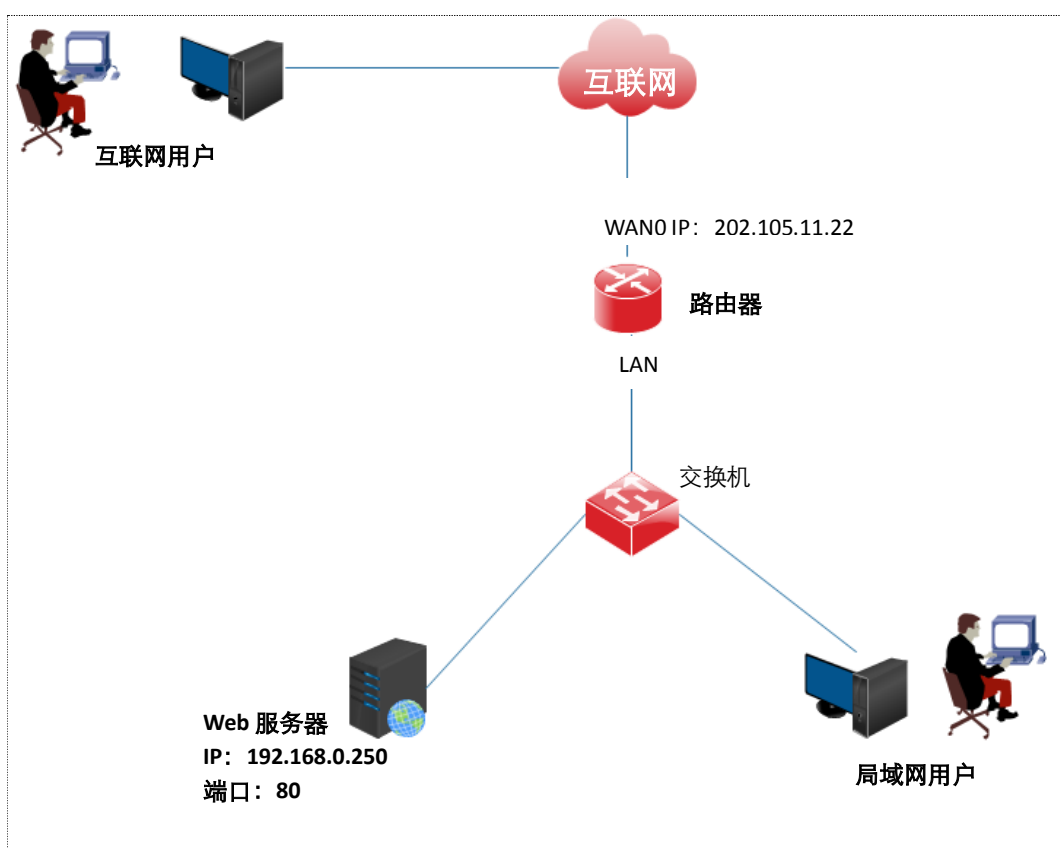 互联网
互联网用户
WAN0 IP：202.105.11.22
路由器
LAN
交换机
Web 服务器
IP：192.168.0.250
端口：80
局域网用户